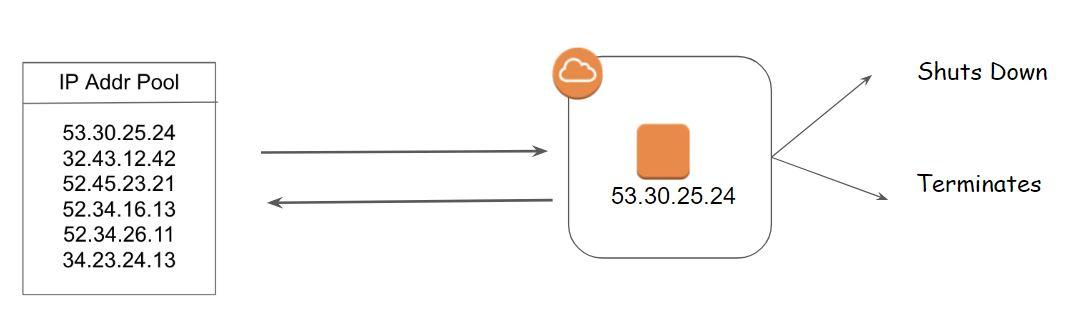 IP Addr Pool
53.30.25.24
32.43.12.42
52.45.23.21
52.34.16.13
52.34.26.11
34.23.24.13
53.30.25.24
Shuts Down
Terminates